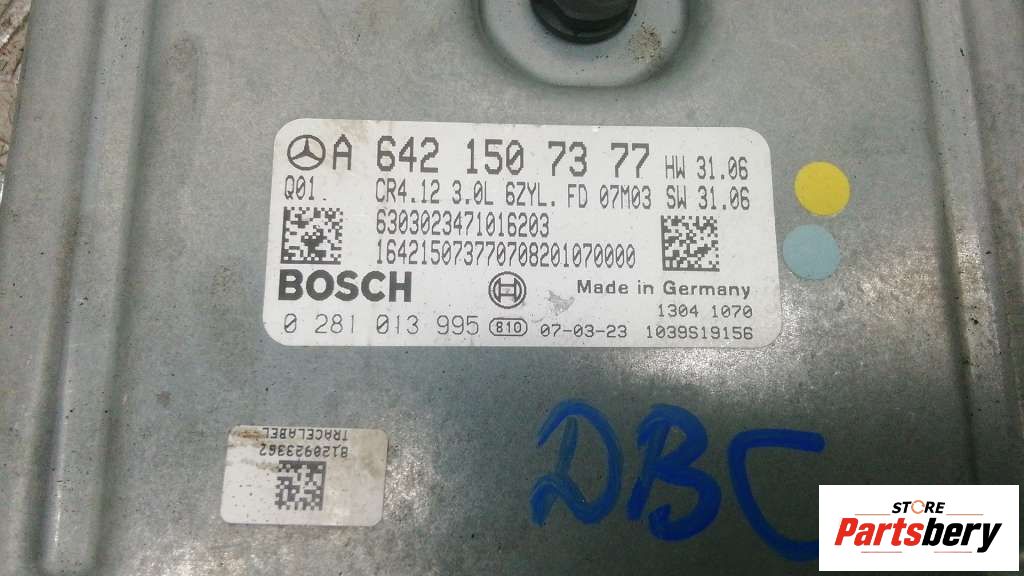 A 642 150 73 77 HW 31.06
Q01 CR4.12 3.0L 6ZYL. FD 07M03 SW 31.06
6303023471016203
164215073770708201070000
BOSCH Made in Germany
1304 1070
0 281 013 995 810 07-03-23 1039S19156
TRACELABEL
8120923362
DBC
STORE
Partsbery